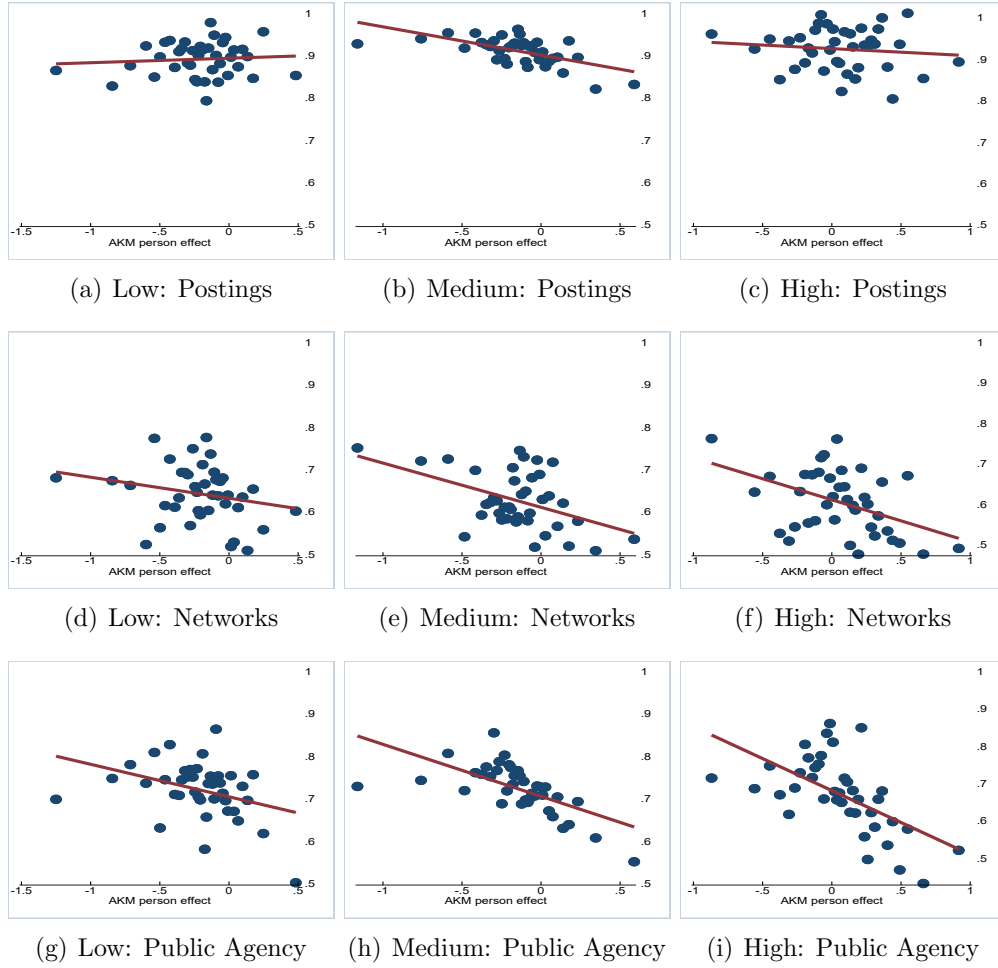 1
.9
.8
.7
.6
.5
-1.5 -1 -.5 0 .5
AKM person effect
(a) Low: Postings
1
.9
.8
.7
.6
.5
-1 -.5 0 .5
AKM person effect
(b) Medium: Postings
1
.9
.8
.7
.6
.5
-1 -.5 0 .5 1
AKM person effect
(c) High: Postings
1
.9
.8
.7
.6
.5
-1.5 -1 -.5 0 .5
AKM person effect
(d) Low: Networks
1
.9
.8
.7
.6
.5
-1 -.5 0 .5
AKM person effect
(e) Medium: Networks
1
.9
.8
.7
.6
.5
-1 -.5 0 .5 1
AKM person effect
(f) High: Networks
1
.9
.8
.7
.6
.5
-1.5 -1 -.5 0 .5
AKM person effect
(g) Low: Public Agency
1
.9
.8
.7
.6
.5
-1 -.5 0 .5
AKM person effect
(h) Medium: Public Agency
1
.9
.8
.7
.6
.5
-1 -.5 0 .5 1
AKM person effect
(i) High: Public Agency